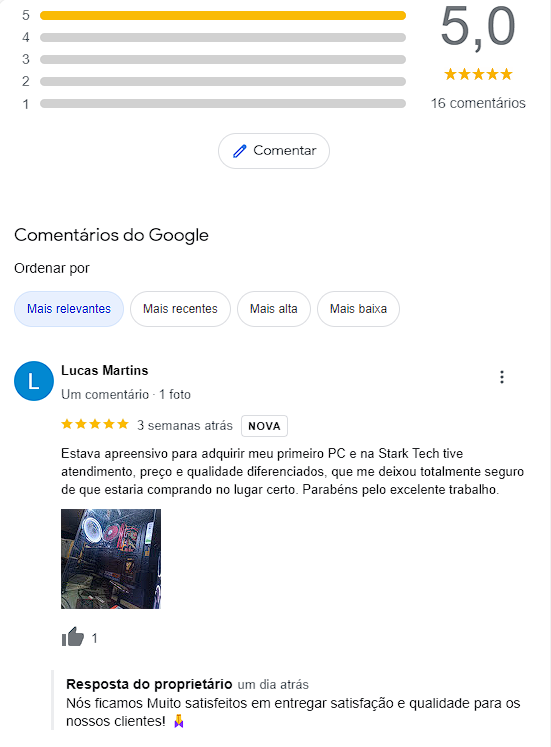 5
4
3
2
1
5,0
16 comentários
Comentar
Comentários do Google
Ordenar por
Mais relevantes
Mais recentes
Mais alta
Mais baixa
L
Lucas Martins
Um comentário · 1 foto
3 semanas atrás
NOVA
Estava apreensivo para adquirir meu primeiro PC e na Stark Tech tive
atendimento, preço e qualidade diferenciados, que me deixou totalmente seguro
de que estaria comprando no lugar certo. Parabéns pelo excelente trabalho.
1
Resposta do proprietário um dia atrás
Nós ficamos Muito satisfeitos em entregar satisfação e qualidade para os
nossos clientes!